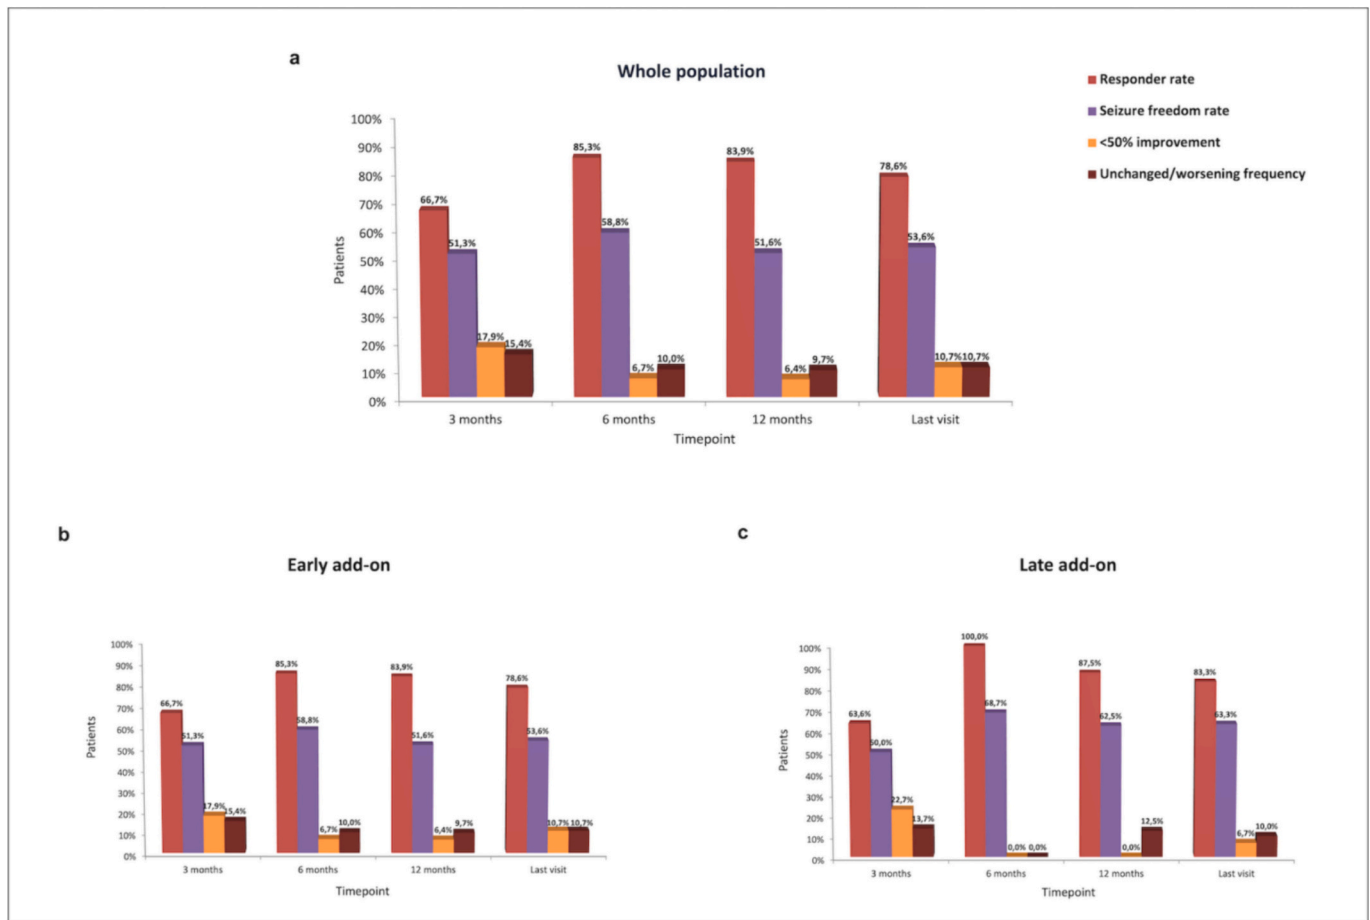 a
Whole population
Responder rate
Seizure freedom rate
<50% improvement
Unchanged/worsening frequency
100%
90%
80%
70%
60%
50%
40%
30%
20%
10%
0%
Patients
66,7%
51,3%
17,9%
15,4%
85,3%
58,8%
6,7%
10,0%
83,9%
51,6%
6,4%
9,7%
78,6%
53,6%
10,7%
10,7%
3 months
6 months
12 months
Last visit
Timepoint
b
Early add-on
100%
90%
80%
70%
60%
50%
40%
30%
20%
10%
0%
Patients
66,7%
51,3%
17,9%
15,4%
85,3%
58,8%
6,7%
10,0%
83,9%
51,6%
6,4%
9,7%
78,6%
53,6%
10,7%
10,7%
3 months
6 months
12 months
Last visit
Timepoint
c
Late add-on
100%
90%
80%
70%
60%
50%
40%
30%
20%
10%
0%
Patients
63,6%
50,0%
22,7%
13,7%
100,0%
68,7%
0,0%
0,0%
87,5%
62,5%
0,0%
12,5%
83,3%
63,3%
6,7%
10,0%
3 months
6 months
12 months
Last visit
Timepoint